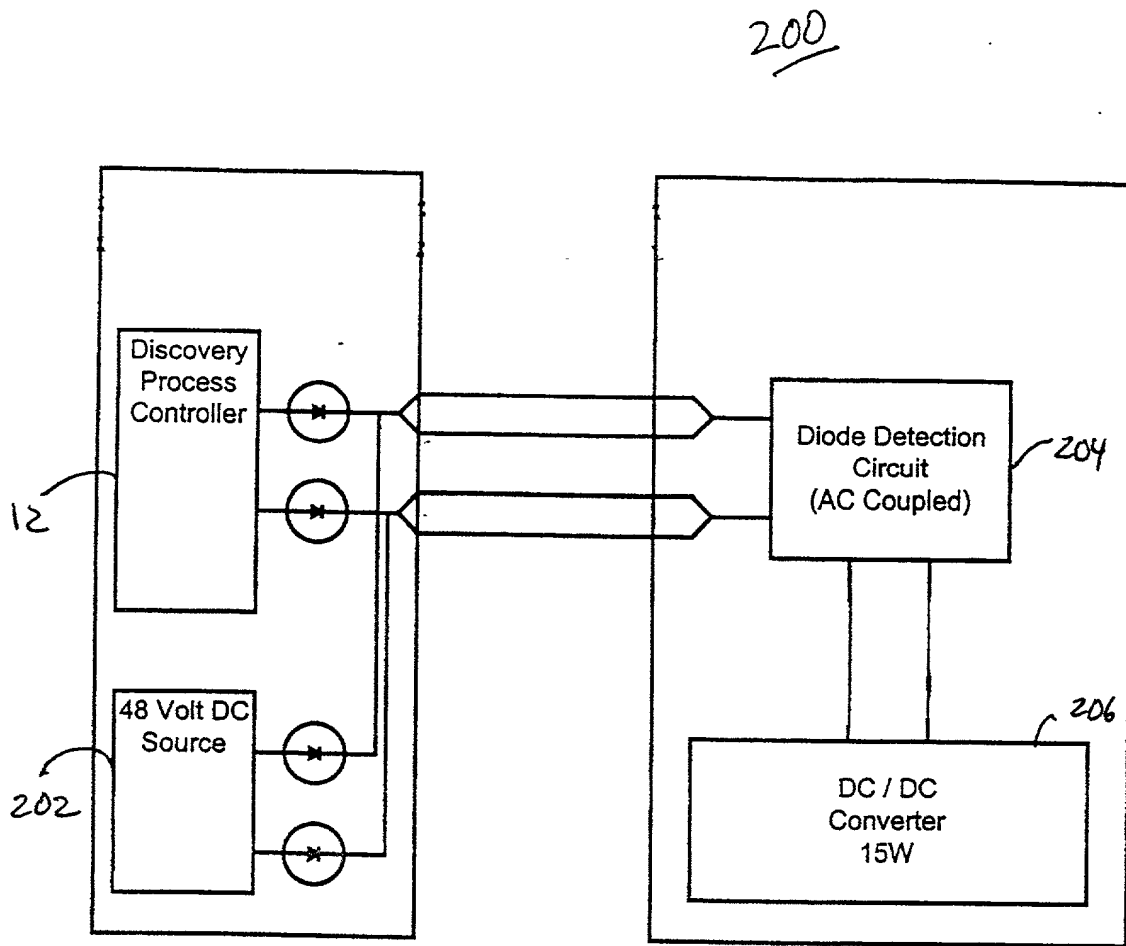 200
Discovery
Process
Controller
12
48 Volt DC
Source
202
Diode Detection
Circuit
(AC Coupled)
204
206
DC / DC
Converter
15W